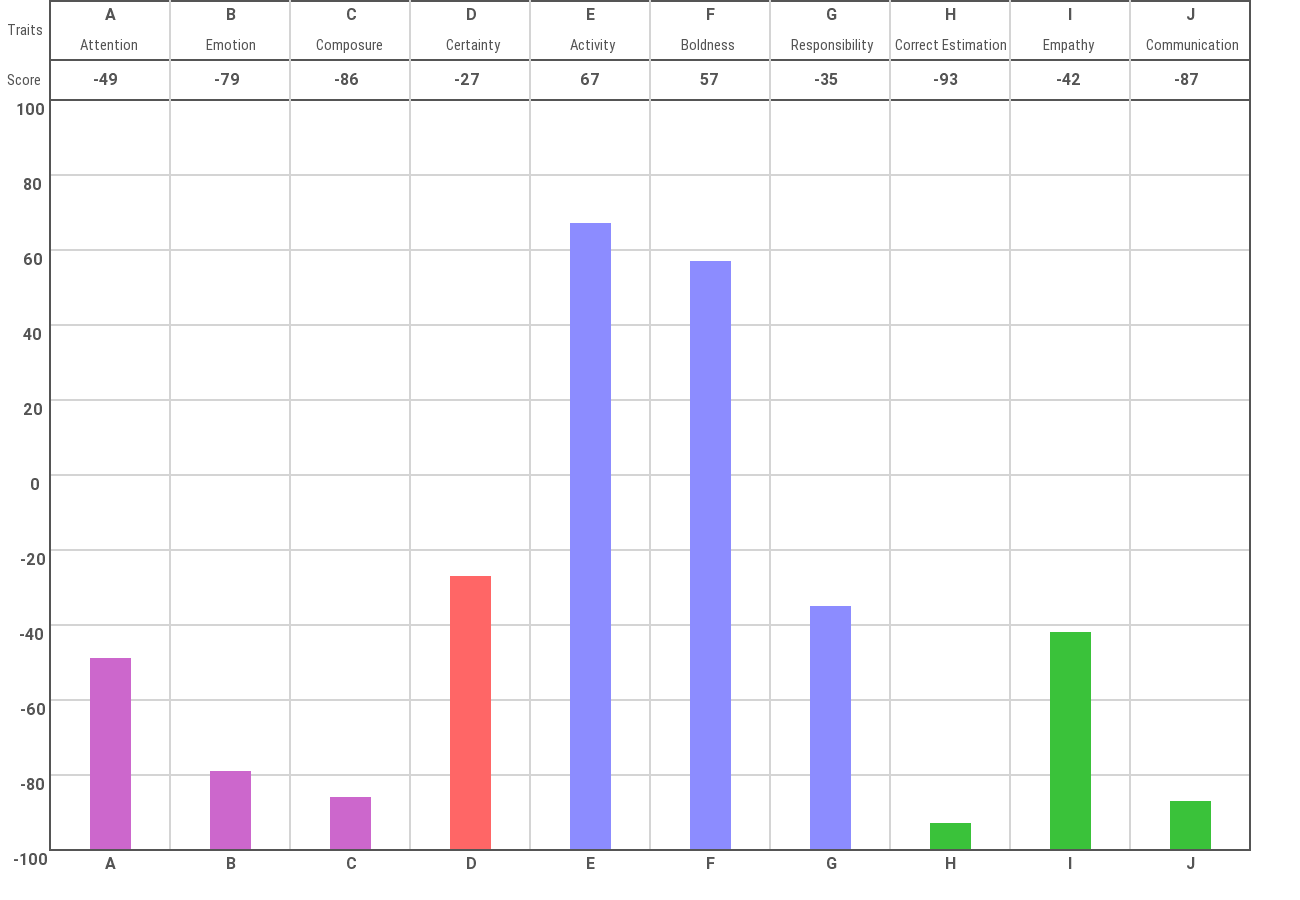 A B C D E F G H I J
Traits
Attention Emotion Composure Certainty Activity Boldness Responsibility Correct Estimation Empathy Communication
Score -49 -79 -86 -27 67 57 -35 -93 -42 -87
100
80
60
40
20
0
-20
-40
-60
-80
-100
A B C D E F G H I J